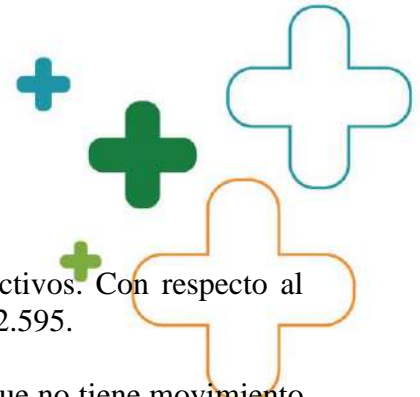 ctivos. Con respecto al
2.595.
ue no tiene movimiento